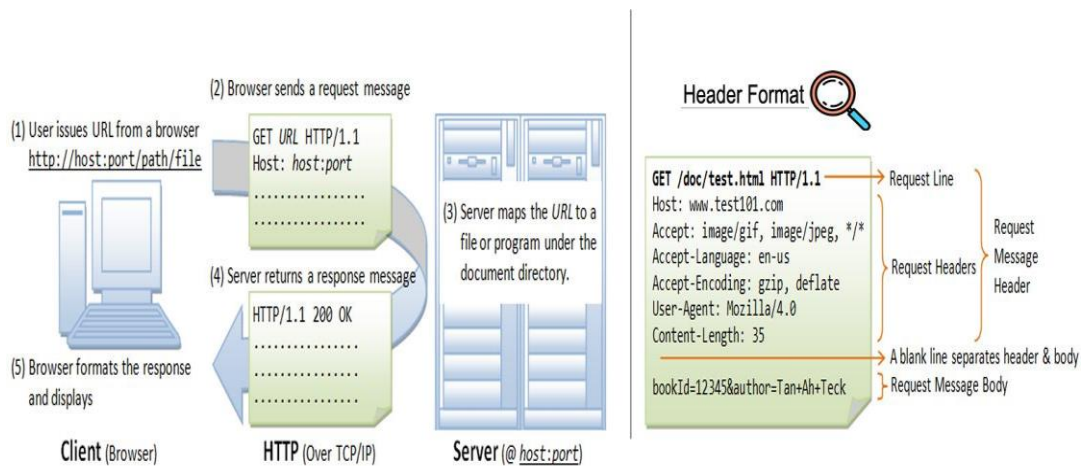 (1) User issues URL from a browser
http://host:port/path/file
(2) Browser sends a request message
GET URL HTTP/1.1
Host: host:port
.................
.................
(3) Server maps the URL to a
file or program under the
document directory.
(4) Server returns a response message
HTTP/1.1 200 OK
................
................
................
(5) Browser formats the response
and displays
Client (Browser)
HTTP (Over TCP/IP)
Server (@ host:port)
Header Format
GET /doc/test.html HTTP/1.1
Host: www.test101.com
Accept: image/gif, image/jpeg, */*
Accept-Language: en-us
Accept-Encoding: gzip, deflate
User-Agent: Mozilla/4.0
Content-Length: 35
bookId=12345&author=Tan+Ah+Teck
Request Line
Request Headers
Request
Message
Header
A blank line separates header & body
Request Message Body